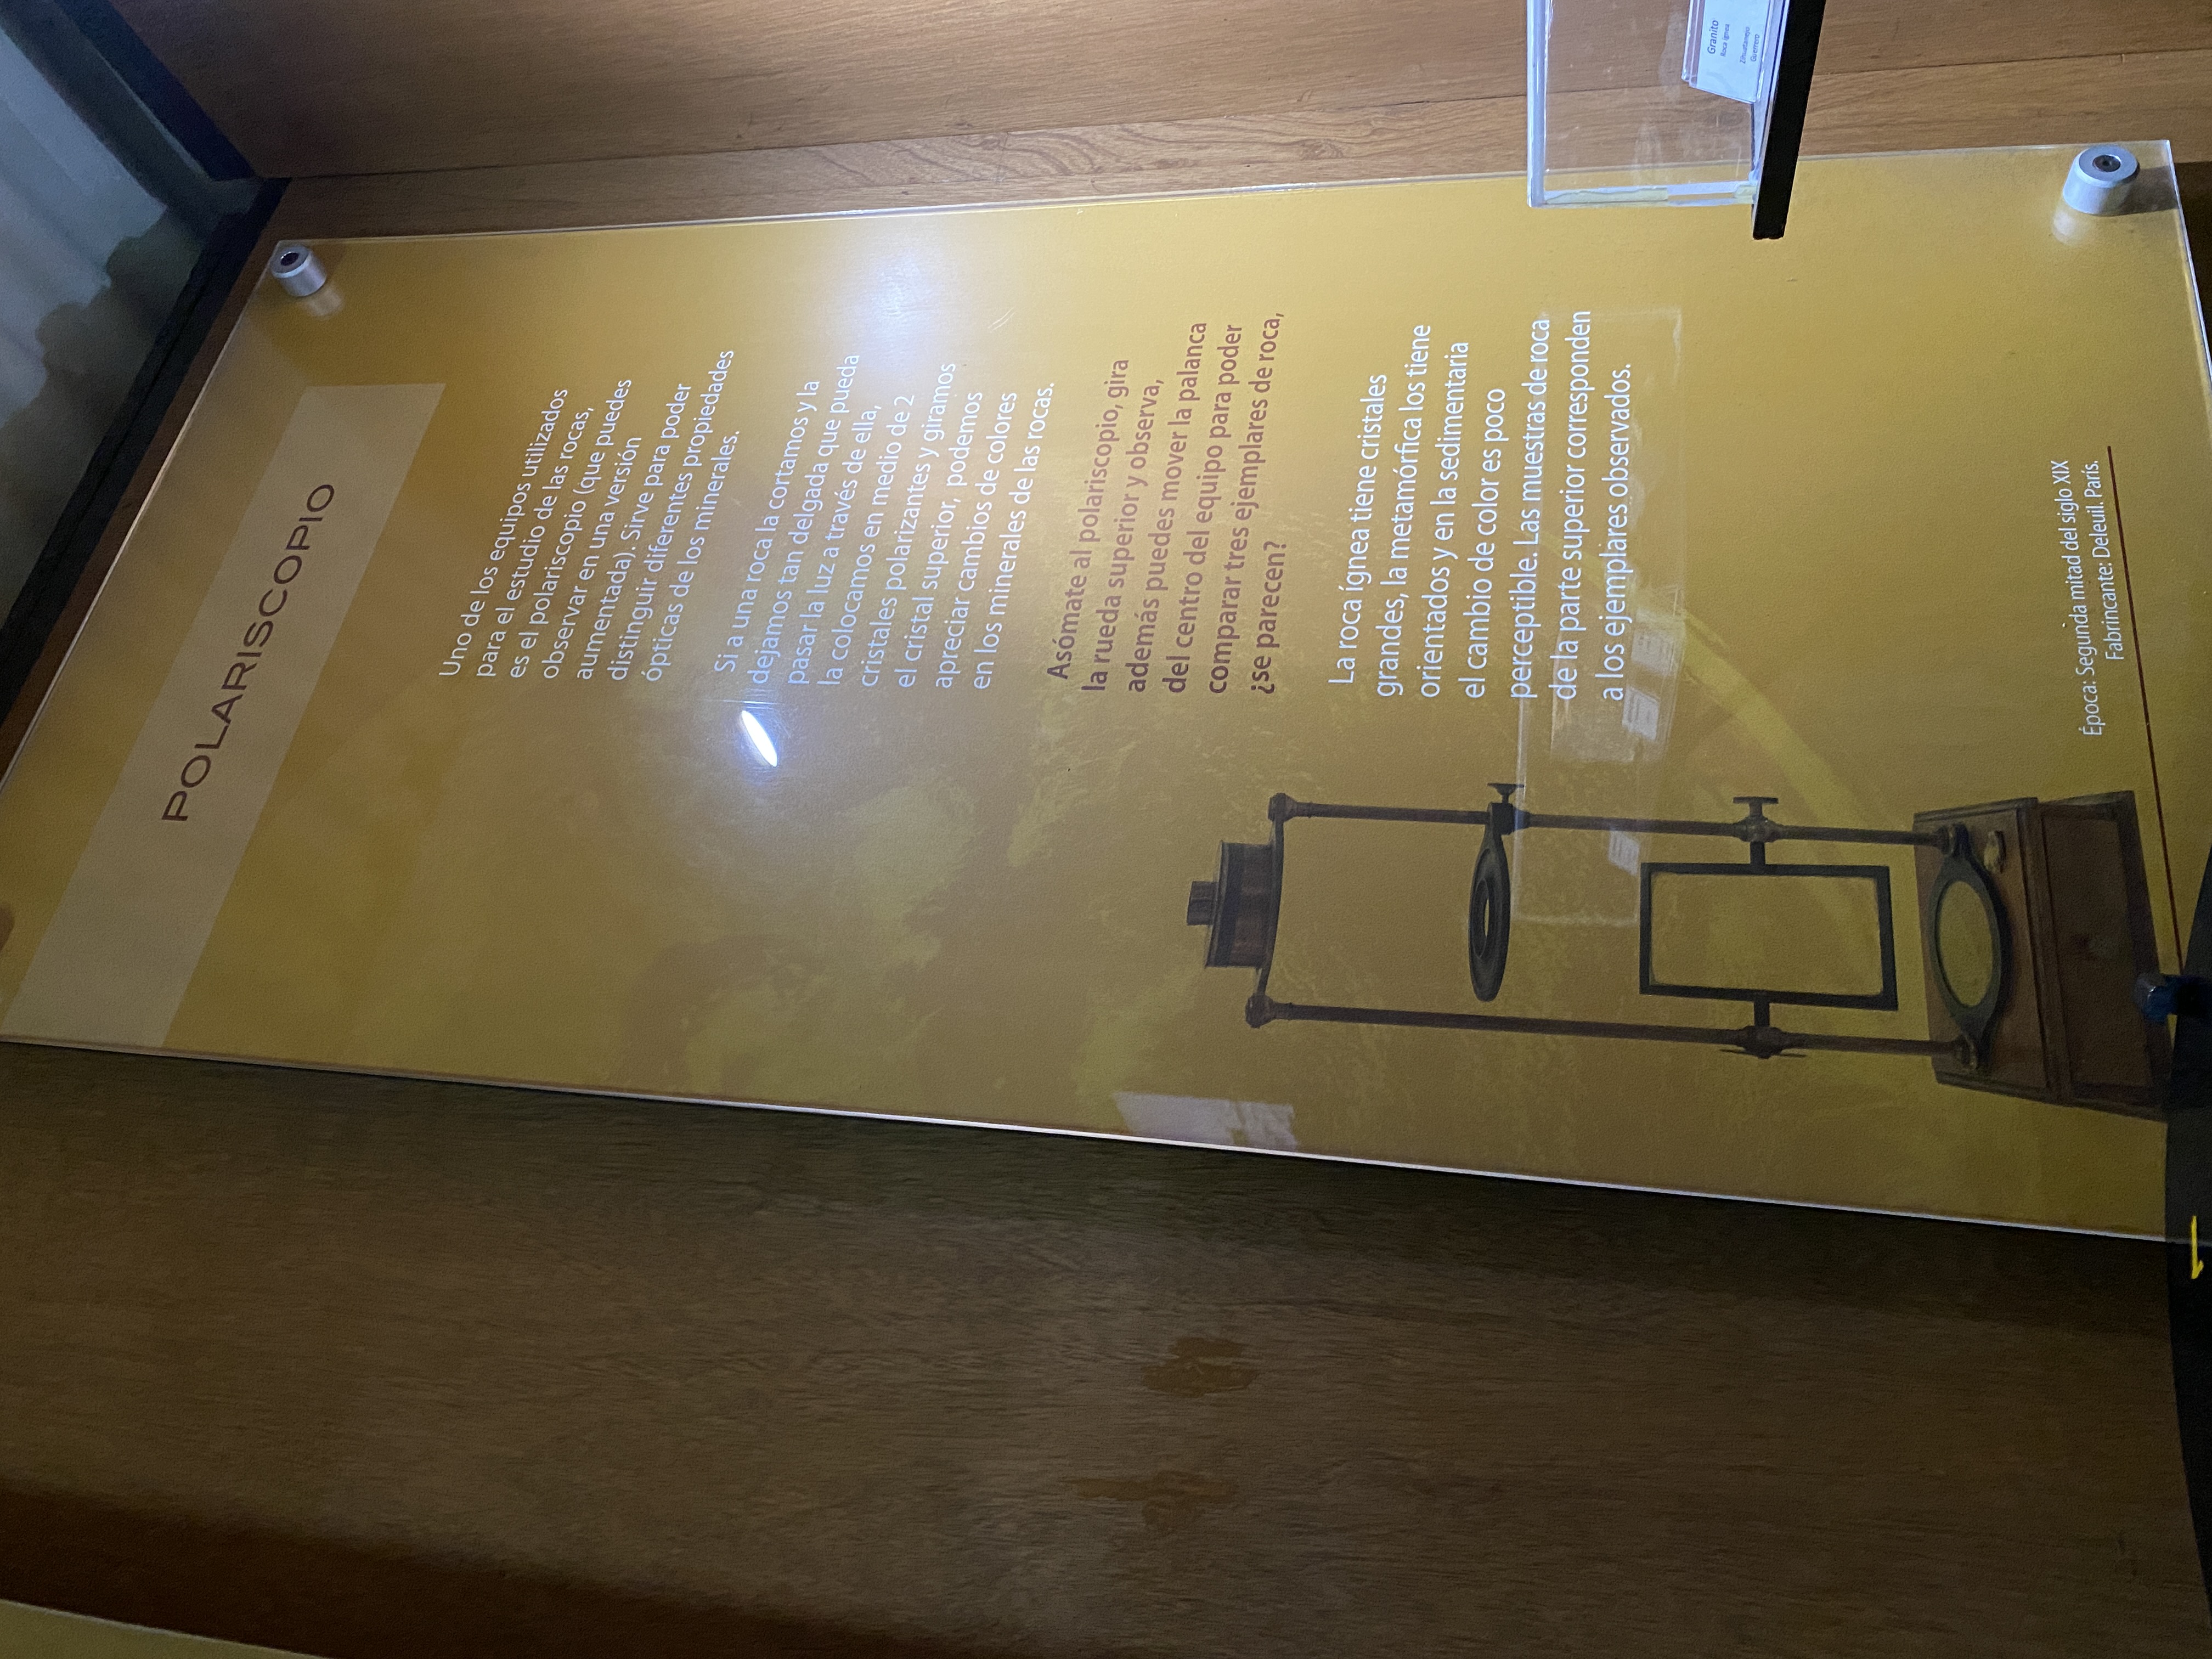 POLARISCOPIO
Uno de los equipos utilizados
para el estudio de las rocas,
es el polariscopio (que puedes
observar en una versión
aumentada). Sirve para poder
distinguir diferentes propiedades
ópticas de los minerales.
Si a una roca la cortamos y la
dejamos tan delgada que pueda
pasar la luz a través de ella,
la colocamos en medio de 2
cristales polarizantes y giramos
el cristal superior, podemos
apreciar cambios de colores
en los minerales de las rocas.
Asómate al polariscopio, gira
la rueda superior y observa,
además puedes mover la palanca
del centro del equipo para poder
comparar tres ejemplares de roca,
¿se parecen?
La roca ígnea tiene cristales
grandes, la metamórfica los tiene
orientados y en la sedimentaria
el cambio de color es poco
perceptible. Las muestras de roca
de la parte superior corresponden
a los ejemplares observados.
Época: Segunda mitad del siglo XIX
Fabrincante: Deleuil. París.
Granito
Roca ígnea
Zihuatanejo
Guerrero